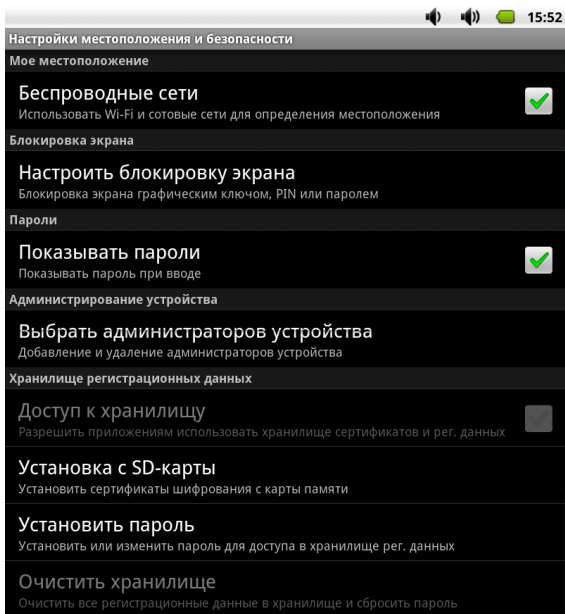 15:52
Настройки местоположения и безопасности
Мое местоположение
Беспроводные сети
Использовать Wi-Fi и сотовые сети для определения местоположения
Блокировка экрана
Настроить блокировку экрана
Блокировка экрана графическим ключом, PIN или паролем
Пароли
Показывать пароли
Показывать пароль при вводе
Администрирование устройства
Выбрать администраторов устройства
Добавление и удаление администраторов устройства
Хранилище регистрационных данных
Доступ к хранилищу
Разрешить приложениям использовать хранилище сертификатов и рег. данных
Установка с SD-карты
Установить сертификаты шифрования с карты памяти
Установить пароль
Установить или изменить пароль для доступа в хранилище рег. данных
Очистить хранилище
Очистить все регистрационные данные в хранилище и сбросить пароль